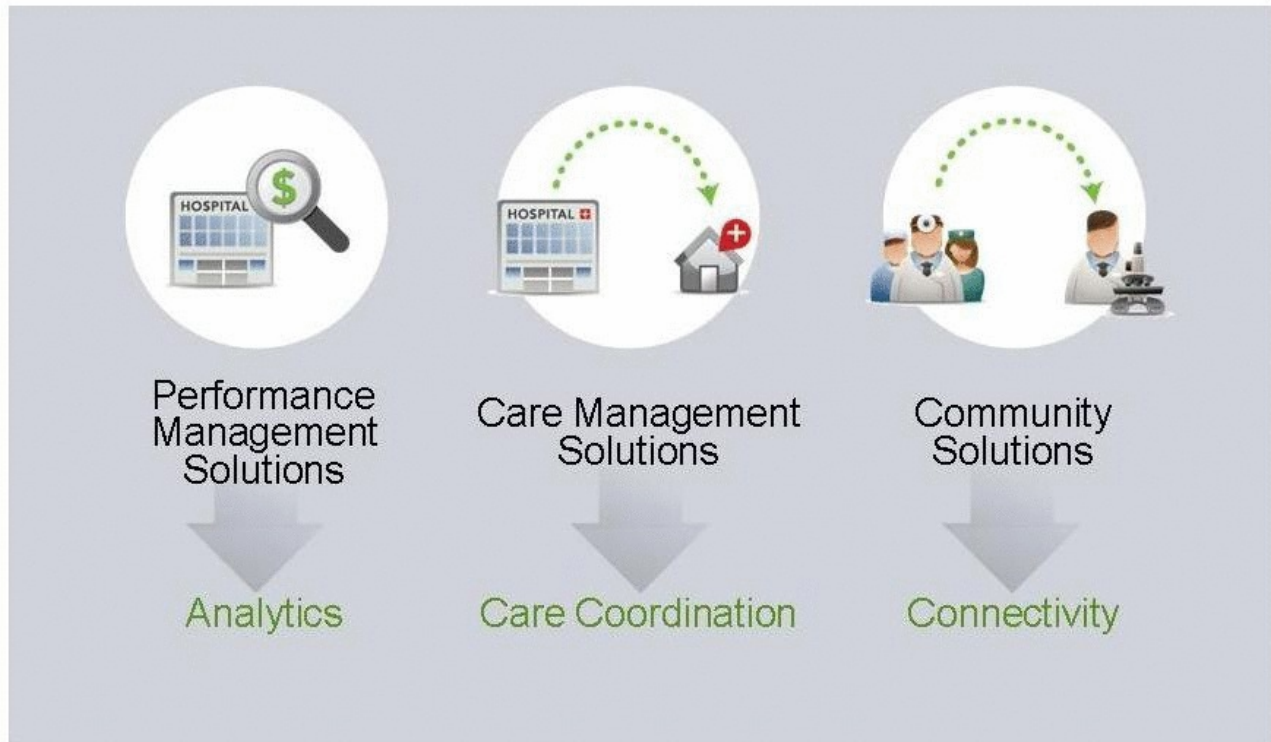 HOSPITAL
HOSPITAL
Performance
Management
Solutions
Care Management
Solutions
Community
Solutions
Analytics
Care Coordination
Connectivity